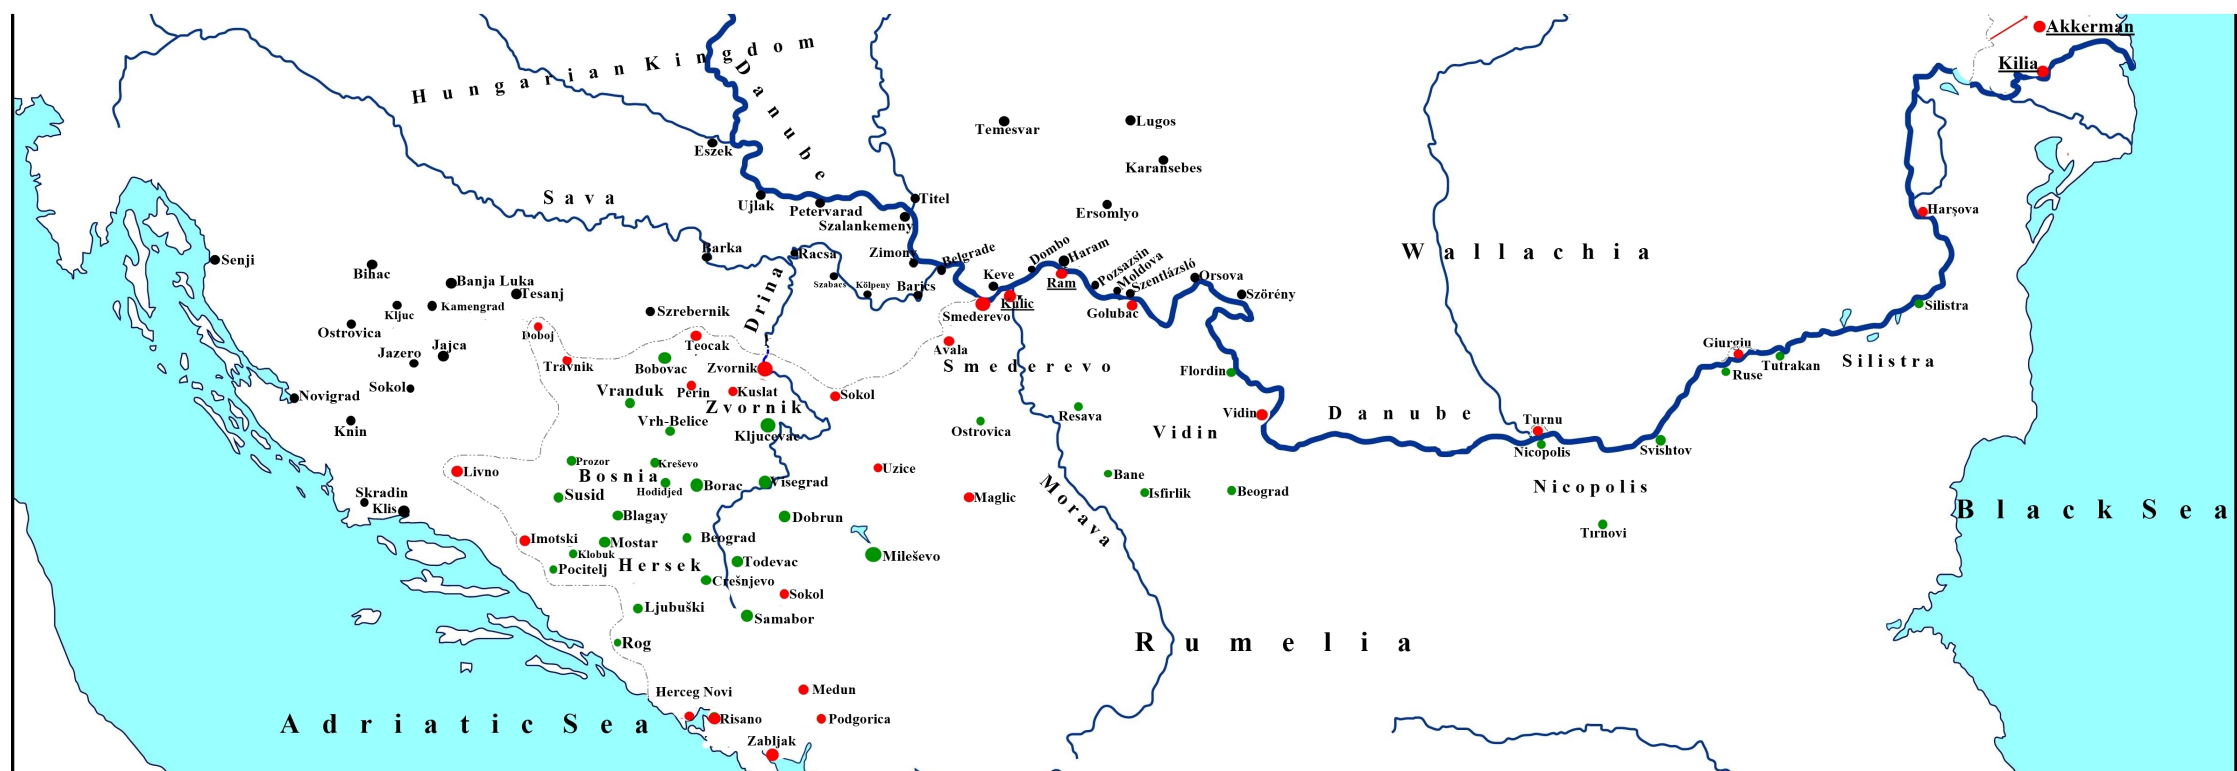 Akkerman
Hungarian Kingdom
Kilia
Danube
Temesvar
Lugos
Eszek
Karansebes
Sava
Ujlak
Petervarad
Titel
Ersomlyo
Szalankemeny
Harşova
Barka
Racsa
Zimony
Belgrade
Dombo
Haram
Wallachia
Senji
Bihac
Banja Luka
Tesanj
Drina
Szabacs
Kölpeny
Barics
Keve
Ram
Pozsazsin
Moldova
Szentlázsló
Orsova
Szörény
Kljuc
Kamengrad
Szrebernik
Smederevo
Kulic
Golubac
Silistra
Ostrovica
Doboj
Teocak
Avala
Giurgiu
Jazero
Jajca
Travnik
Bobovac
Zvornik
Smederevo
Flordin
Ruse
Tutrakan
Silistra
Sokol
Vranduk
Perin
Kuslat
Sokol
Novigrad
Zvornik
Resava
Vidin
Danube
Turnu
Knin
Vrh-Belice
Kljucevac
Ostrovica
Vidin
Nicopolis
Svishtov
Livno
Prozor
Kreševo
Uzice
Bosnia
Hodidjed
Borac
Visegrad
Bane
Isfirlik
Beograd
Nicopolis
Skradin
Klis
Susid
Maglic
Morava
Black Sea
Blagay
Dobrun
Tırnovi
Imotski
Mostar
Beograd
Klobuk
Mileševo
Pocitelj
Hersek
Todevac
Crešnjevo
Sokol
Ljubuški
Samabor
Rog
Rumelia
Herceg Novi
Medun
Adriatic Sea
Risano
Podgorica
Zabljak